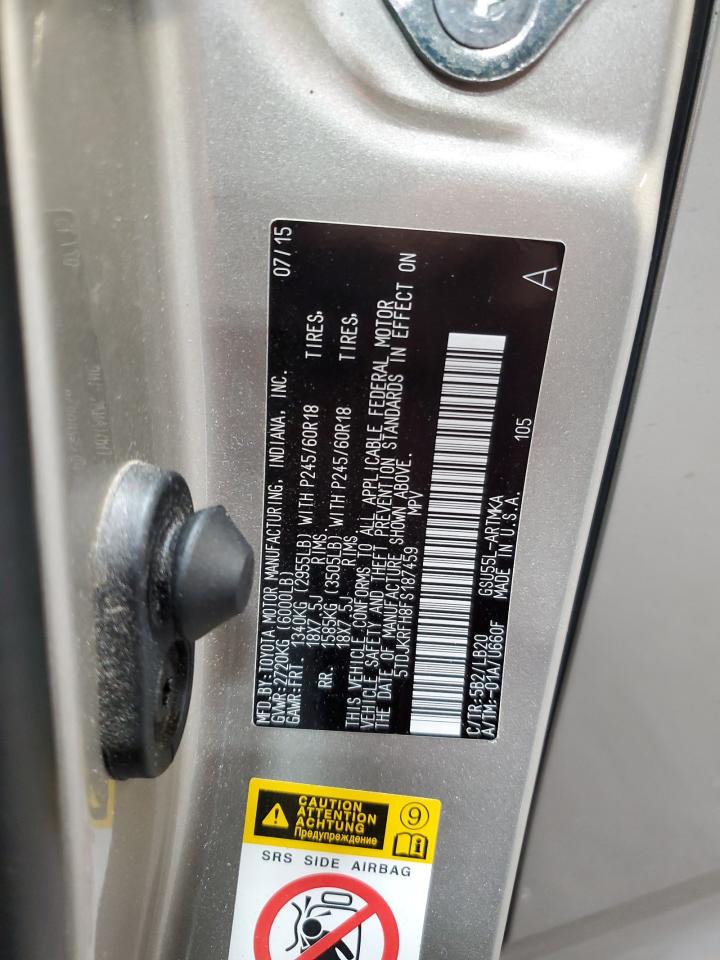 MFD.BY:TOYOTA MOTOR MANUFACTURING, INDIANA, INC. 07/15
GVWR:2720KG (6000LB)
GAWR:FRT. 1340KG (2955LB) WITH P245/60R18 TIRES,
18X7.5J RIMS,
RR. 1585KG (3505LB) WITH P245/60R18 TIRES,
18X7.5J RIMS,
THIS VEHICLE CONFORMS TO ALL APPLICABLE FEDERAL MOTOR
VEHICLE SAFETY AND THEFT PREVENTION STANDARDS IN EFFECT ON
THE DATE OF MANUFACTURE SHOWN ABOVE.
5TDJKRFH8FS187459 MPV
C/TR:5B2/LB20 GSU55L-ARTMKA 105
A/TM:-01A/U660F MADE IN U.S.A. A
CAUTION
ATTENTION
ACHTUNG
Предупреждение
9
SRS SIDE AIRBAG